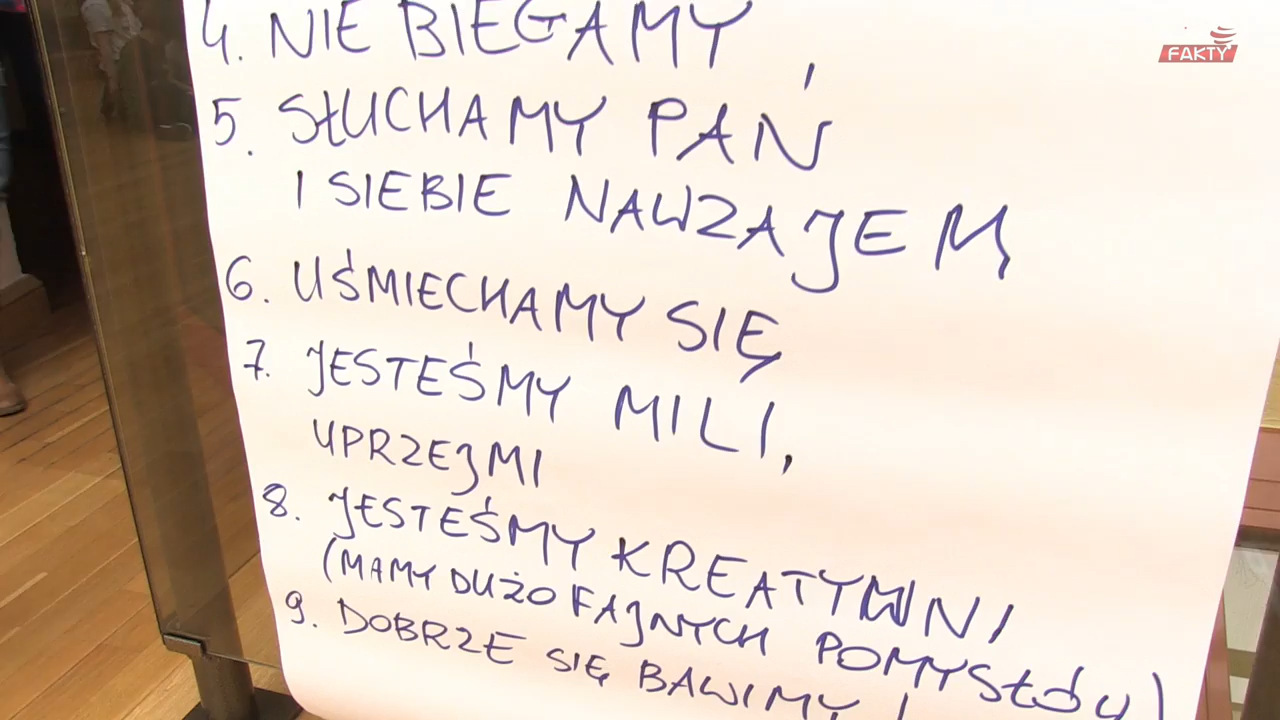 FAKTY
4. NIE BIEGAMY
5. SŁUCHAMY PAŃ
I SIEBIE NAWZAJEM
6. UŚMIECHAMY SIĘ
7. JESTEŚMY MILI,
UPRZEJMI
8. JESTEŚMY KREATYWNI
(MAMY DUŻO FAJNYCH POMYSŁÓW)
9. DOBRZE SIĘ BAWIMY!